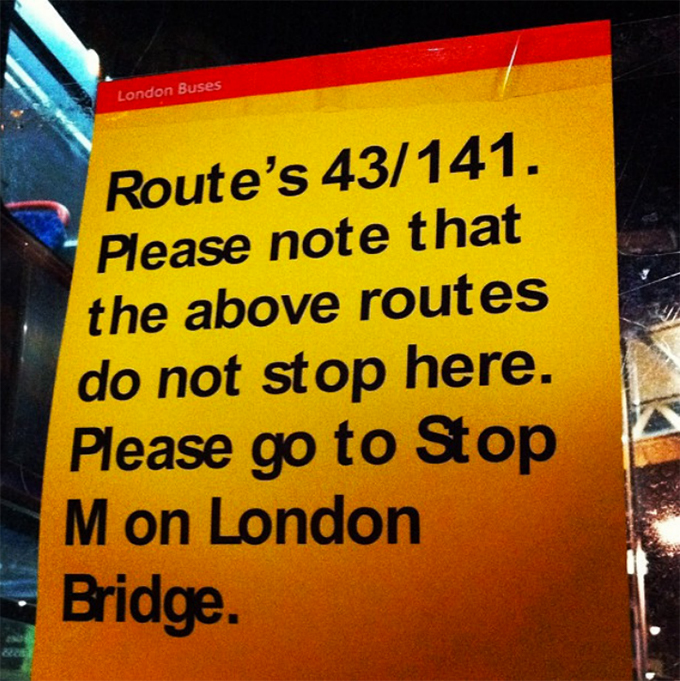 London Buses
Route's 43/141.
Please note that
the above routes
do not stop here.
Please go to Stop
M on London
Bridge.